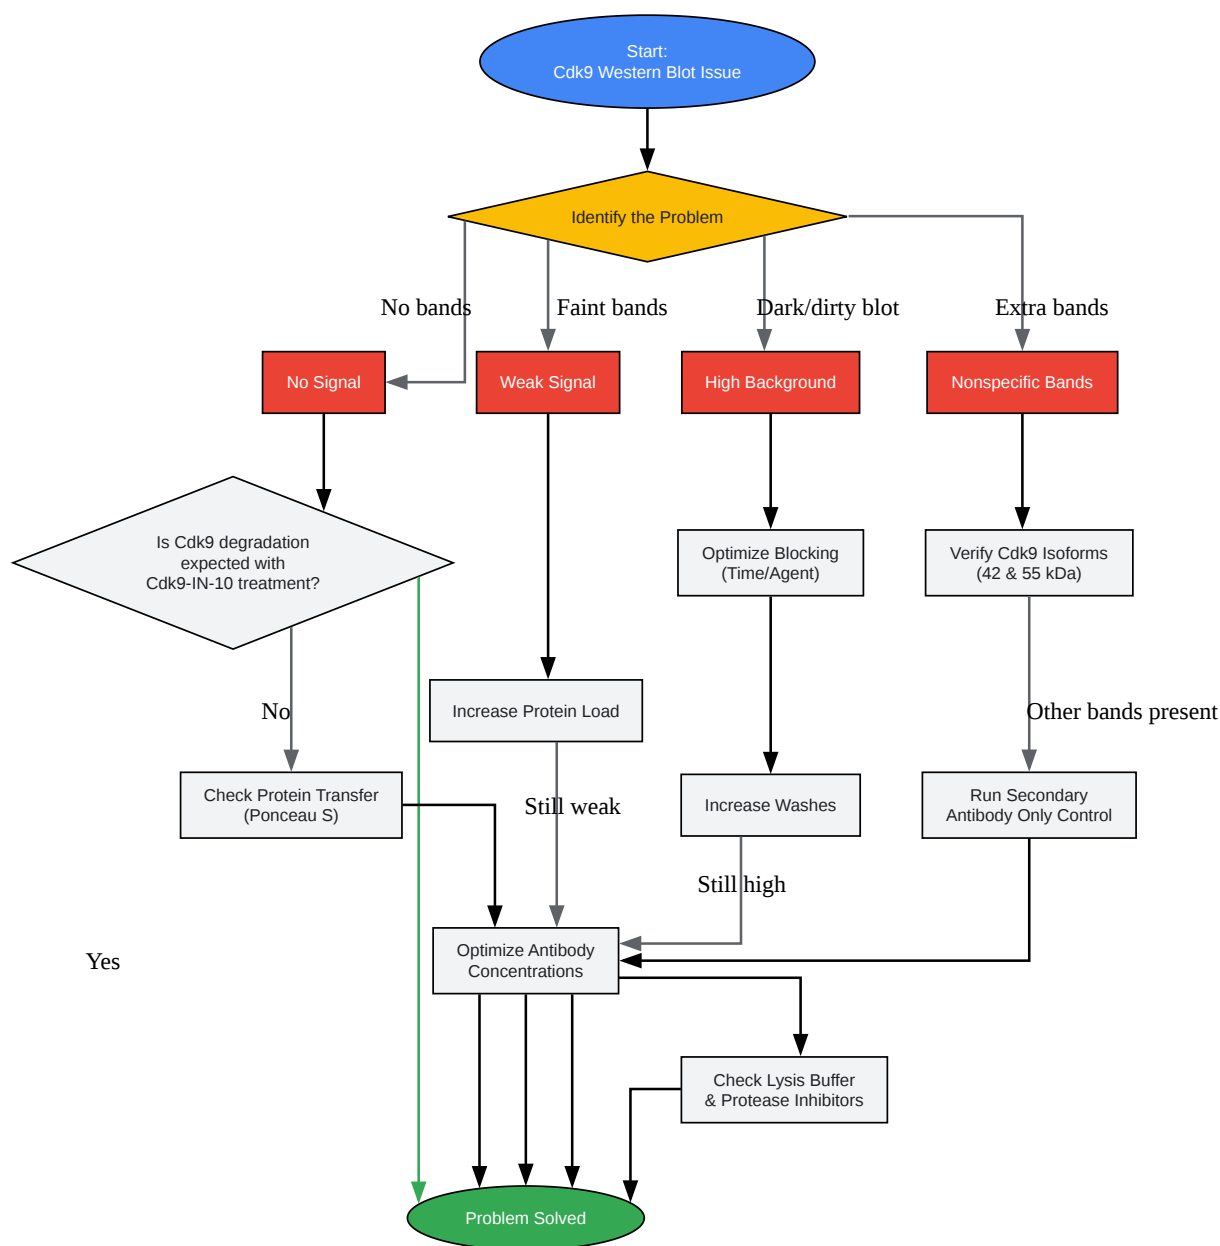 Start:
Cdk9 Western Blot Issue
Identify the Problem
No bands
Faint bands
Dark/dirty blot
Extra bands
No Signal
Weak Signal
High Background
Nonspecific Bands
Is Cdk9 degradation
expected with
Cdk9-IN-10 treatment?
Optimize Blocking
(Time/Agent)
Verify Cdk9 Isoforms
(42 & 55 kDa)
No
Increase Protein Load
Other bands present
Check Protein Transfer
(Ponceau S)
Still weak
Increase Washes
Run Secondary
Antibody Only Control
Still high
Yes
Optimize Antibody
Concentrations
Check Lysis Buffer
& Protease Inhibitors
Problem Solved